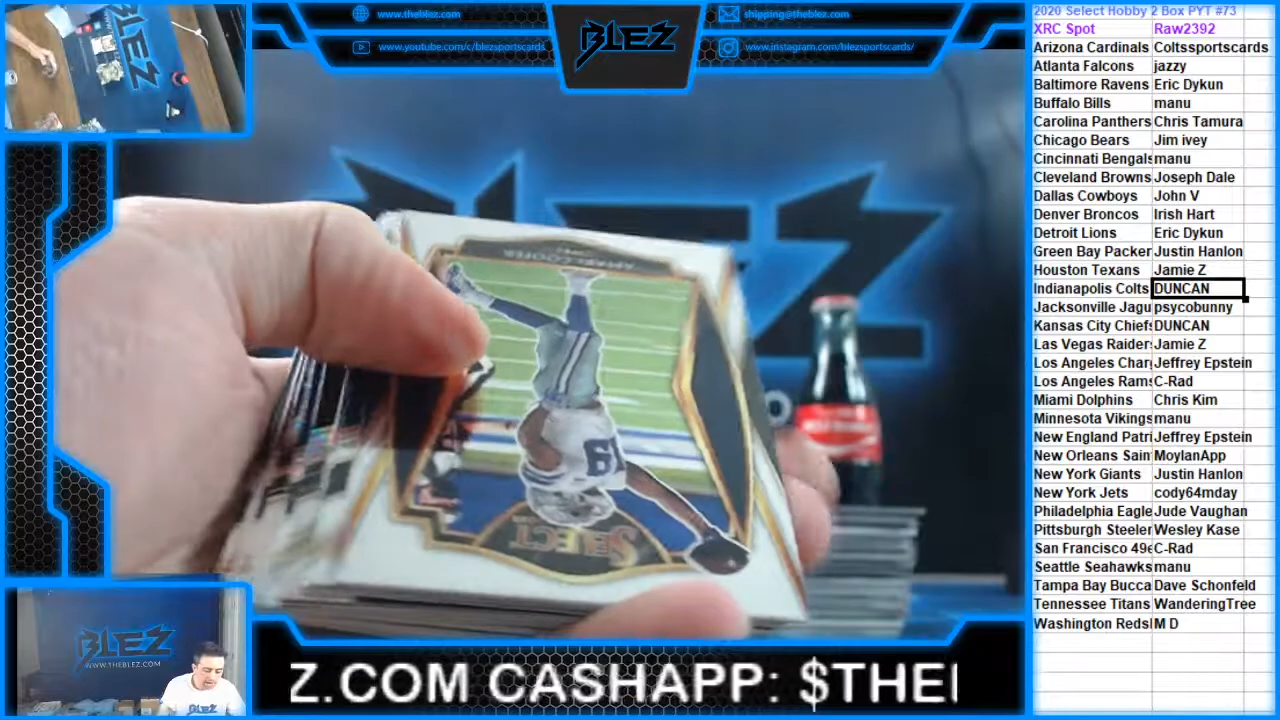 www.theblez.com
shipping@theblez.com
www.youtube.com/c/blezsportscards
www.instagram.com/blezsportscards/
BLEZ
2020 Select Hobby 2 Box PYT #73
XRC Spot Raw2392
Arizona Cardinals Coltssportscards
Atlanta Falcons jazzy
Baltimore Ravens Eric Dykun
Buffalo Bills manu
Carolina Panthers Chris Tamura
Chicago Bears Jim ivey
Cincinnati Bengals manu
Cleveland Browns Joseph Dale
Dallas Cowboys John V
Denver Broncos Irish Hart
Detroit Lions Eric Dykun
Green Bay Packer Justin Hanlon
Houston Texans Jamie Z
Indianapolis Colts DUNCAN
Jacksonville Jagu psycobunny
Kansas City Chiefs DUNCAN
Las Vegas Raiders Jamie Z
Los Angeles Char Jeffrey Epstein
Los Angeles Rams C-Rad
Miami Dolphins Chris Kim
Minnesota Vikings manu
New England Patri Jeffrey Epstein
New Orleans Sain MoylanApp
New York Giants Justin Hanlon
New York Jets cody64mday
Philadelphia Eagle Jude Vaughan
Pittsburgh Steeler Wesley Kase
San Francisco 49e C-Rad
Seattle Seahawks manu
Tampa Bay Bucca Dave Schonfeld
Tennessee Titans WanderingTree
Washington Reds M D
BLEZ
BLEZ
AMARI COOPER
19
SELECT
BLEZ
WWW.THEBLEZ.COM
BLEZ
Z.COM CASHAPP: $THE